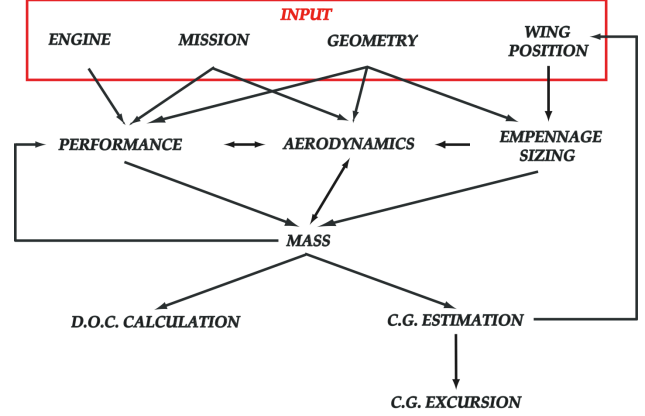 INPUT
ENGINE
MISSION
GEOMETRY
WING
POSITION
PERFORMANCE
AERODYNAMICS
EMPENNAGE
SIZING
MASS
D.O.C. CALCULATION
C.G. ESTIMATION
C.G. EXCURSION